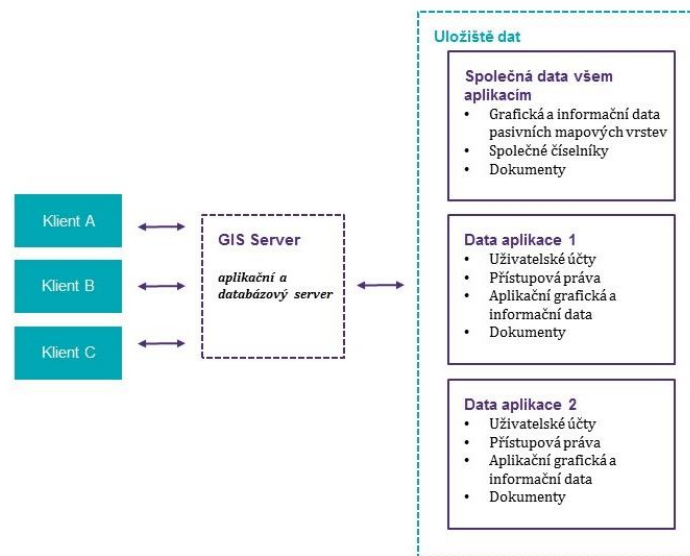 Uložiště dat
Společná data všem
aplikacím
• Grafická a informační data
pasivních mapových vrstev
• Společné číselníky
• Dokumenty
Klient A
Klient B
Klient C
GIS Server
aplikační a
databázový server
Data aplikace 1
• Uživatelské účty
• Přístupová práva
• Aplikační grafická a
informační data
• Dokumenty
Data aplikace 2
• Uživatelské účty
• Přístupová práva
• Aplikační grafická a
informační data
• Dokumenty